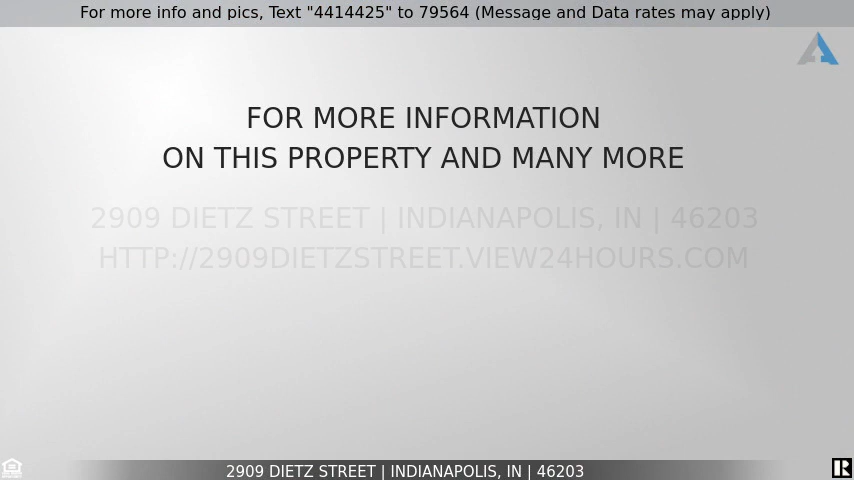 For more info and pics, Text "4414425" to 79564 (Message and Data rates may apply)
FOR MORE INFORMATION
ON THIS PROPERTY AND MANY MORE
2909 DIETZ STREET | INDIANAPOLIS, IN | 46203
HTTP://2909DIETZSTREET.VIEW24HOURS.COM
2909 DIETZ STREET | INDIANAPOLIS, IN | 46203